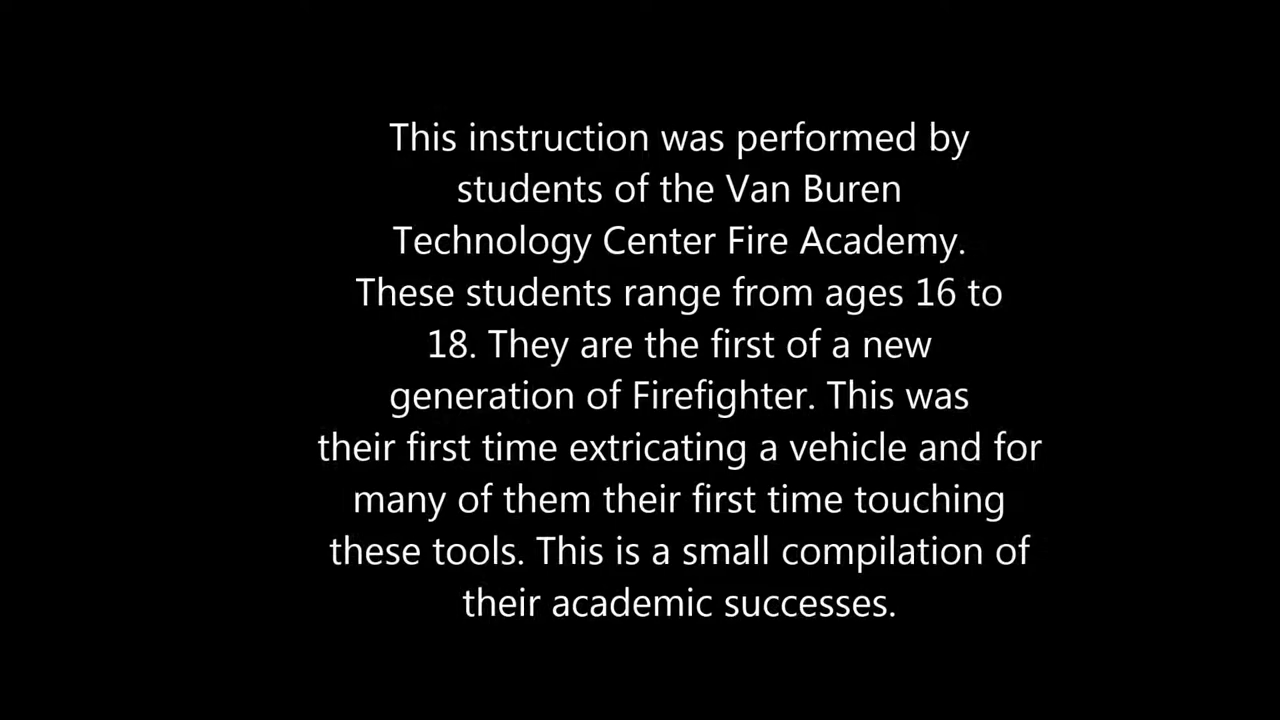 This instruction was performed by
students of the Van Buren
Technology Center Fire Academy.
These students range from ages 16 to
18. They are the first of a new
generation of Firefighter. This was
their first time extricating a vehicle and for
many of them their first time touching
these tools. This is a small compilation of
their academic successes.